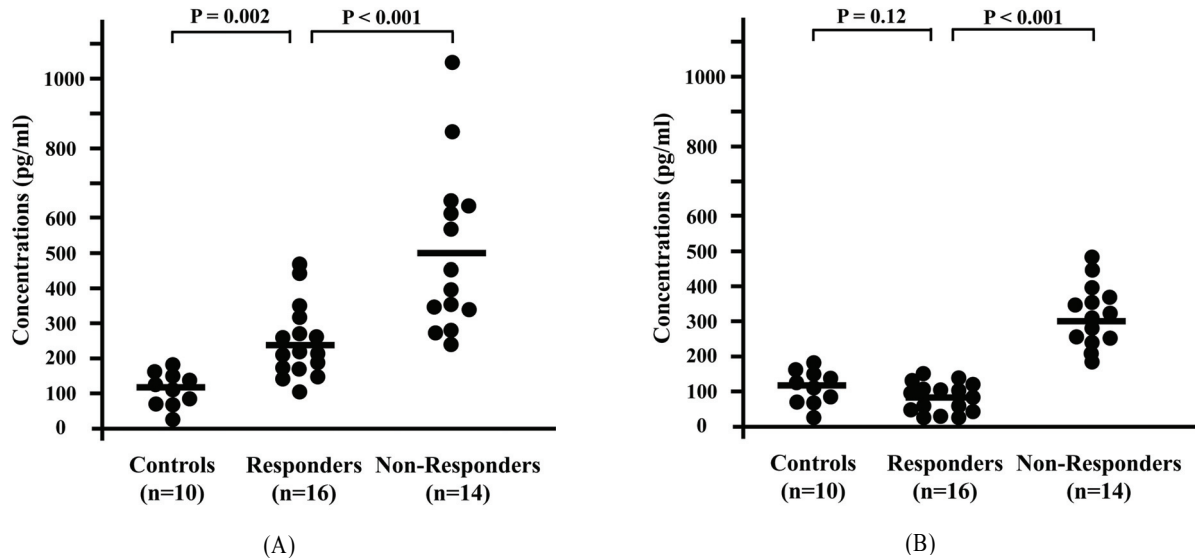 P = 0.002
P < 0.001
Concentrations (pg/ml)
1000
800
600
500
400
300
200
100
0
Controls
(n=10)
Responders
(n=16)
Non-Responders
(n=14)
(A)
P = 0.12
P < 0.001
Concentrations (pg/ml)
1000
800
600
500
400
300
200
100
0
Controls
(n=10)
Responders
(n=16)
Non-Responders
(n=14)
(B)